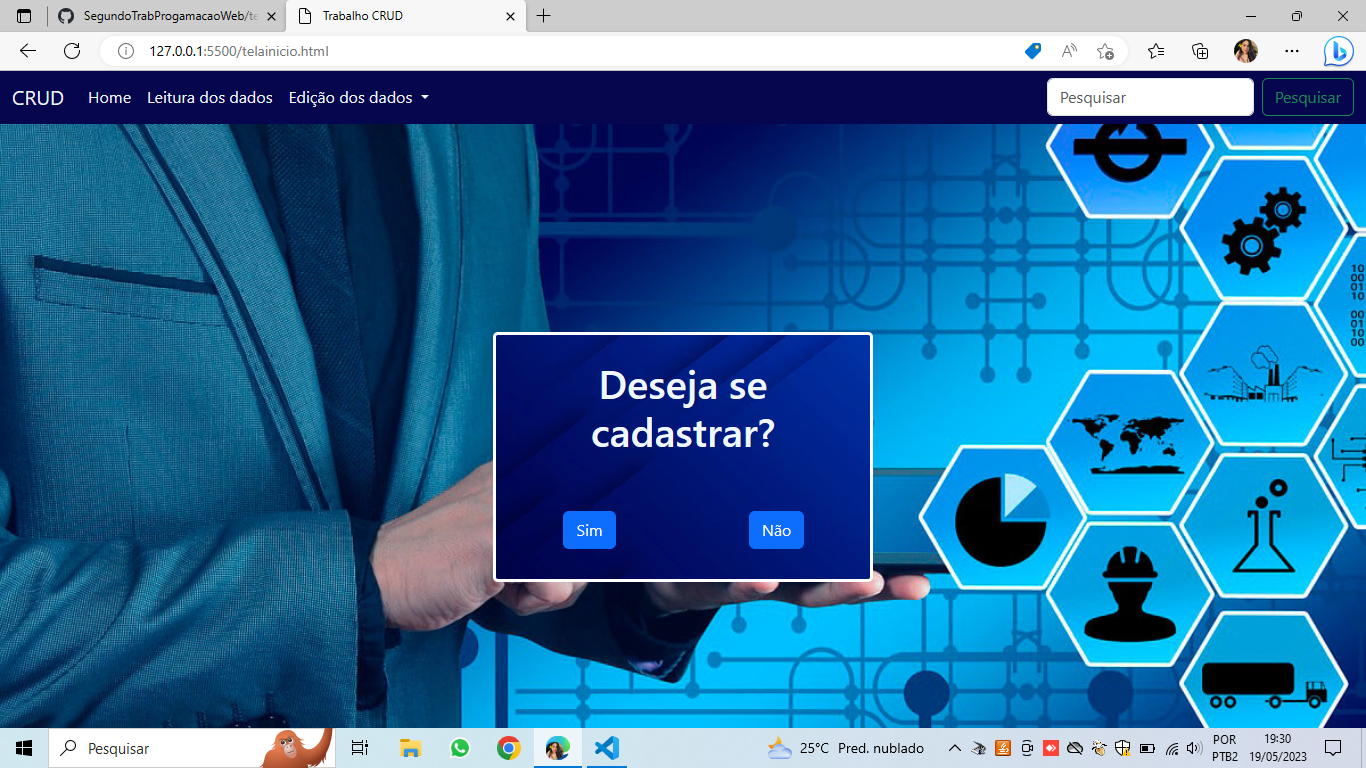 SegundoTrabProgamacaoWeb/te
Trabalho CRUD
127.0.0.1:5500/telainicio.html
CRUD
Home
Leitura dos dados
Edição dos dados
Pesquisar
Pesquisar
10
00
01
10
00
01
10
00
Deseja se
cadastrar?
Sim
Não
Pesquisar
25°C Pred. nublado
POR
PTB2
19:30
19/05/2023